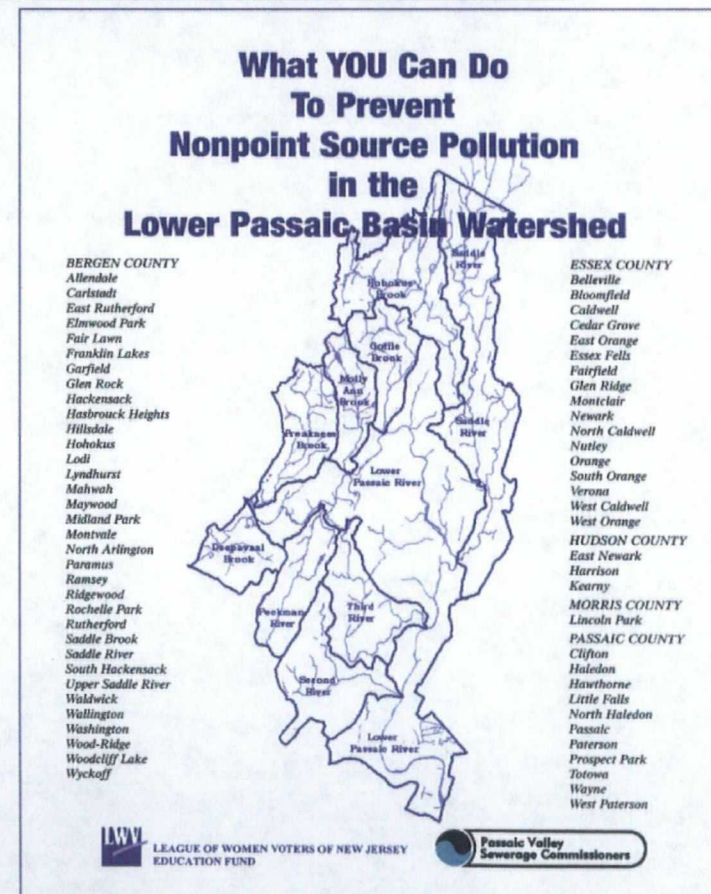 What YOU Can Do
To Prevent
Nonpoint Source Pollution
in the
Lower Passaic Basin Watershed
BERGEN COUNTY
Allendale
Carlstadt
East Rutherford
Elmwood Park
Fair Lawn
Franklin Lakes
Garfield
Glen Rock
Hackensack
Hasbrouck Heights
Hillsdale
Hohokus
Lodi
Lyndhurst
Mahwah
Maywood
Midland Park
Montvale
North Arlington
Paramus
Ramsey
Ridgewood
Rochelle Park
Rutherford
Saddle Brook
Saddle River
South Hackensack
Upper Saddle River
Waldwick
Wallington
Washington
Wood-Ridge
Woodcliff Lake
Wyckoff
Saddle
River
Hohokus
Brook
Goffle
Brook
Molly
Ann
Brook
Preakness
Brook
Saddle
River
Lower
Passaic River
Deepavaal
Brook
Peckman
River
Third
River
Second
River
Lower
Passaic River
ESSEX COUNTY
Belleville
Bloomfield
Caldwell
Cedar Grove
East Orange
Essex Fells
Fairfield
Glen Ridge
Montclair
Newark
North Caldwell
Nutley
Orange
South Orange
Verona
West Caldwell
West Orange
HUDSON COUNTY
East Newark
Harrison
Kearny
MORRIS COUNTY
Lincoln Park
PASSAIC COUNTY
Clifton
Haledon
Hawthorne
Little Falls
North Haledon
Passaic
Paterson
Prospect Park
Totowa
Wayne
West Paterson
LWV
LEAGUE OF WOMEN VOTERS OF NEW JERSEY
EDUCATION FUND
Passaic Valley
Sewerage Commissioners